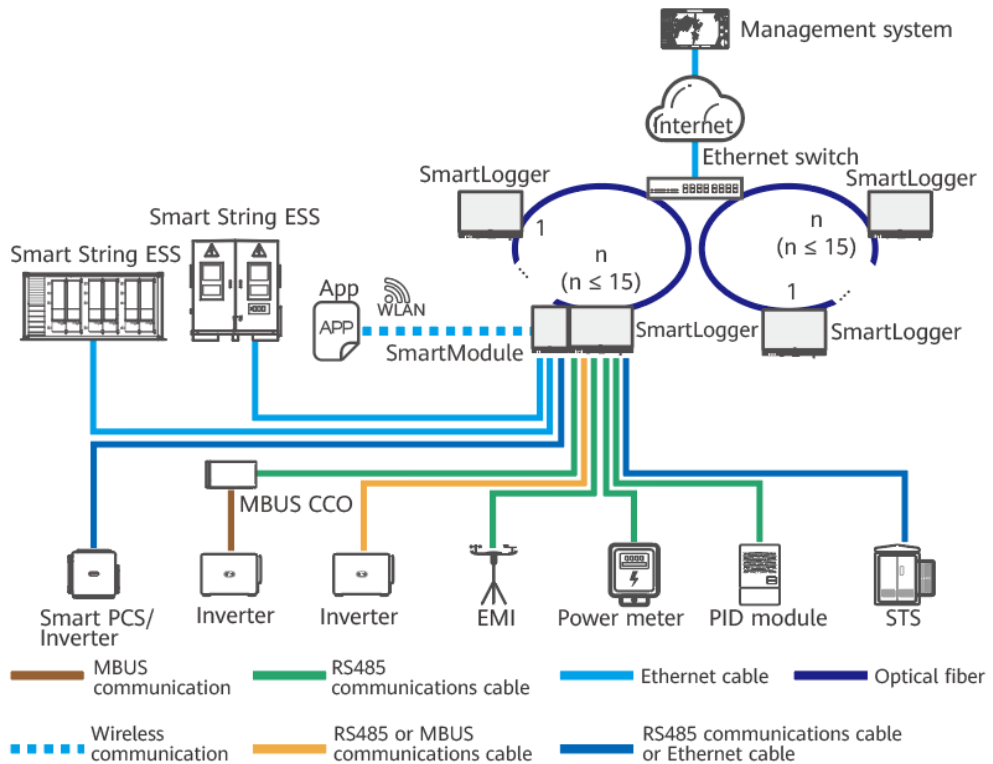 Management system
Internet
Ethernet switch
SmartLogger
SmartLogger
Smart String ESS
Smart String ESS
1
n
(n ≤ 15)
n
(n ≤ 15)
1
App
APP
WLAN
SmartModule
SmartLogger
SmartLogger
MBUS CCO
Smart PCS/
Inverter
Inverter
Inverter
EMI
Power meter
PID module
STS
MBUS
communication
RS485
communications cable
Ethernet cable
Optical fiber
Wireless
communication
RS485 or MBUS
communications cable
RS485 communications cable
or Ethernet cable